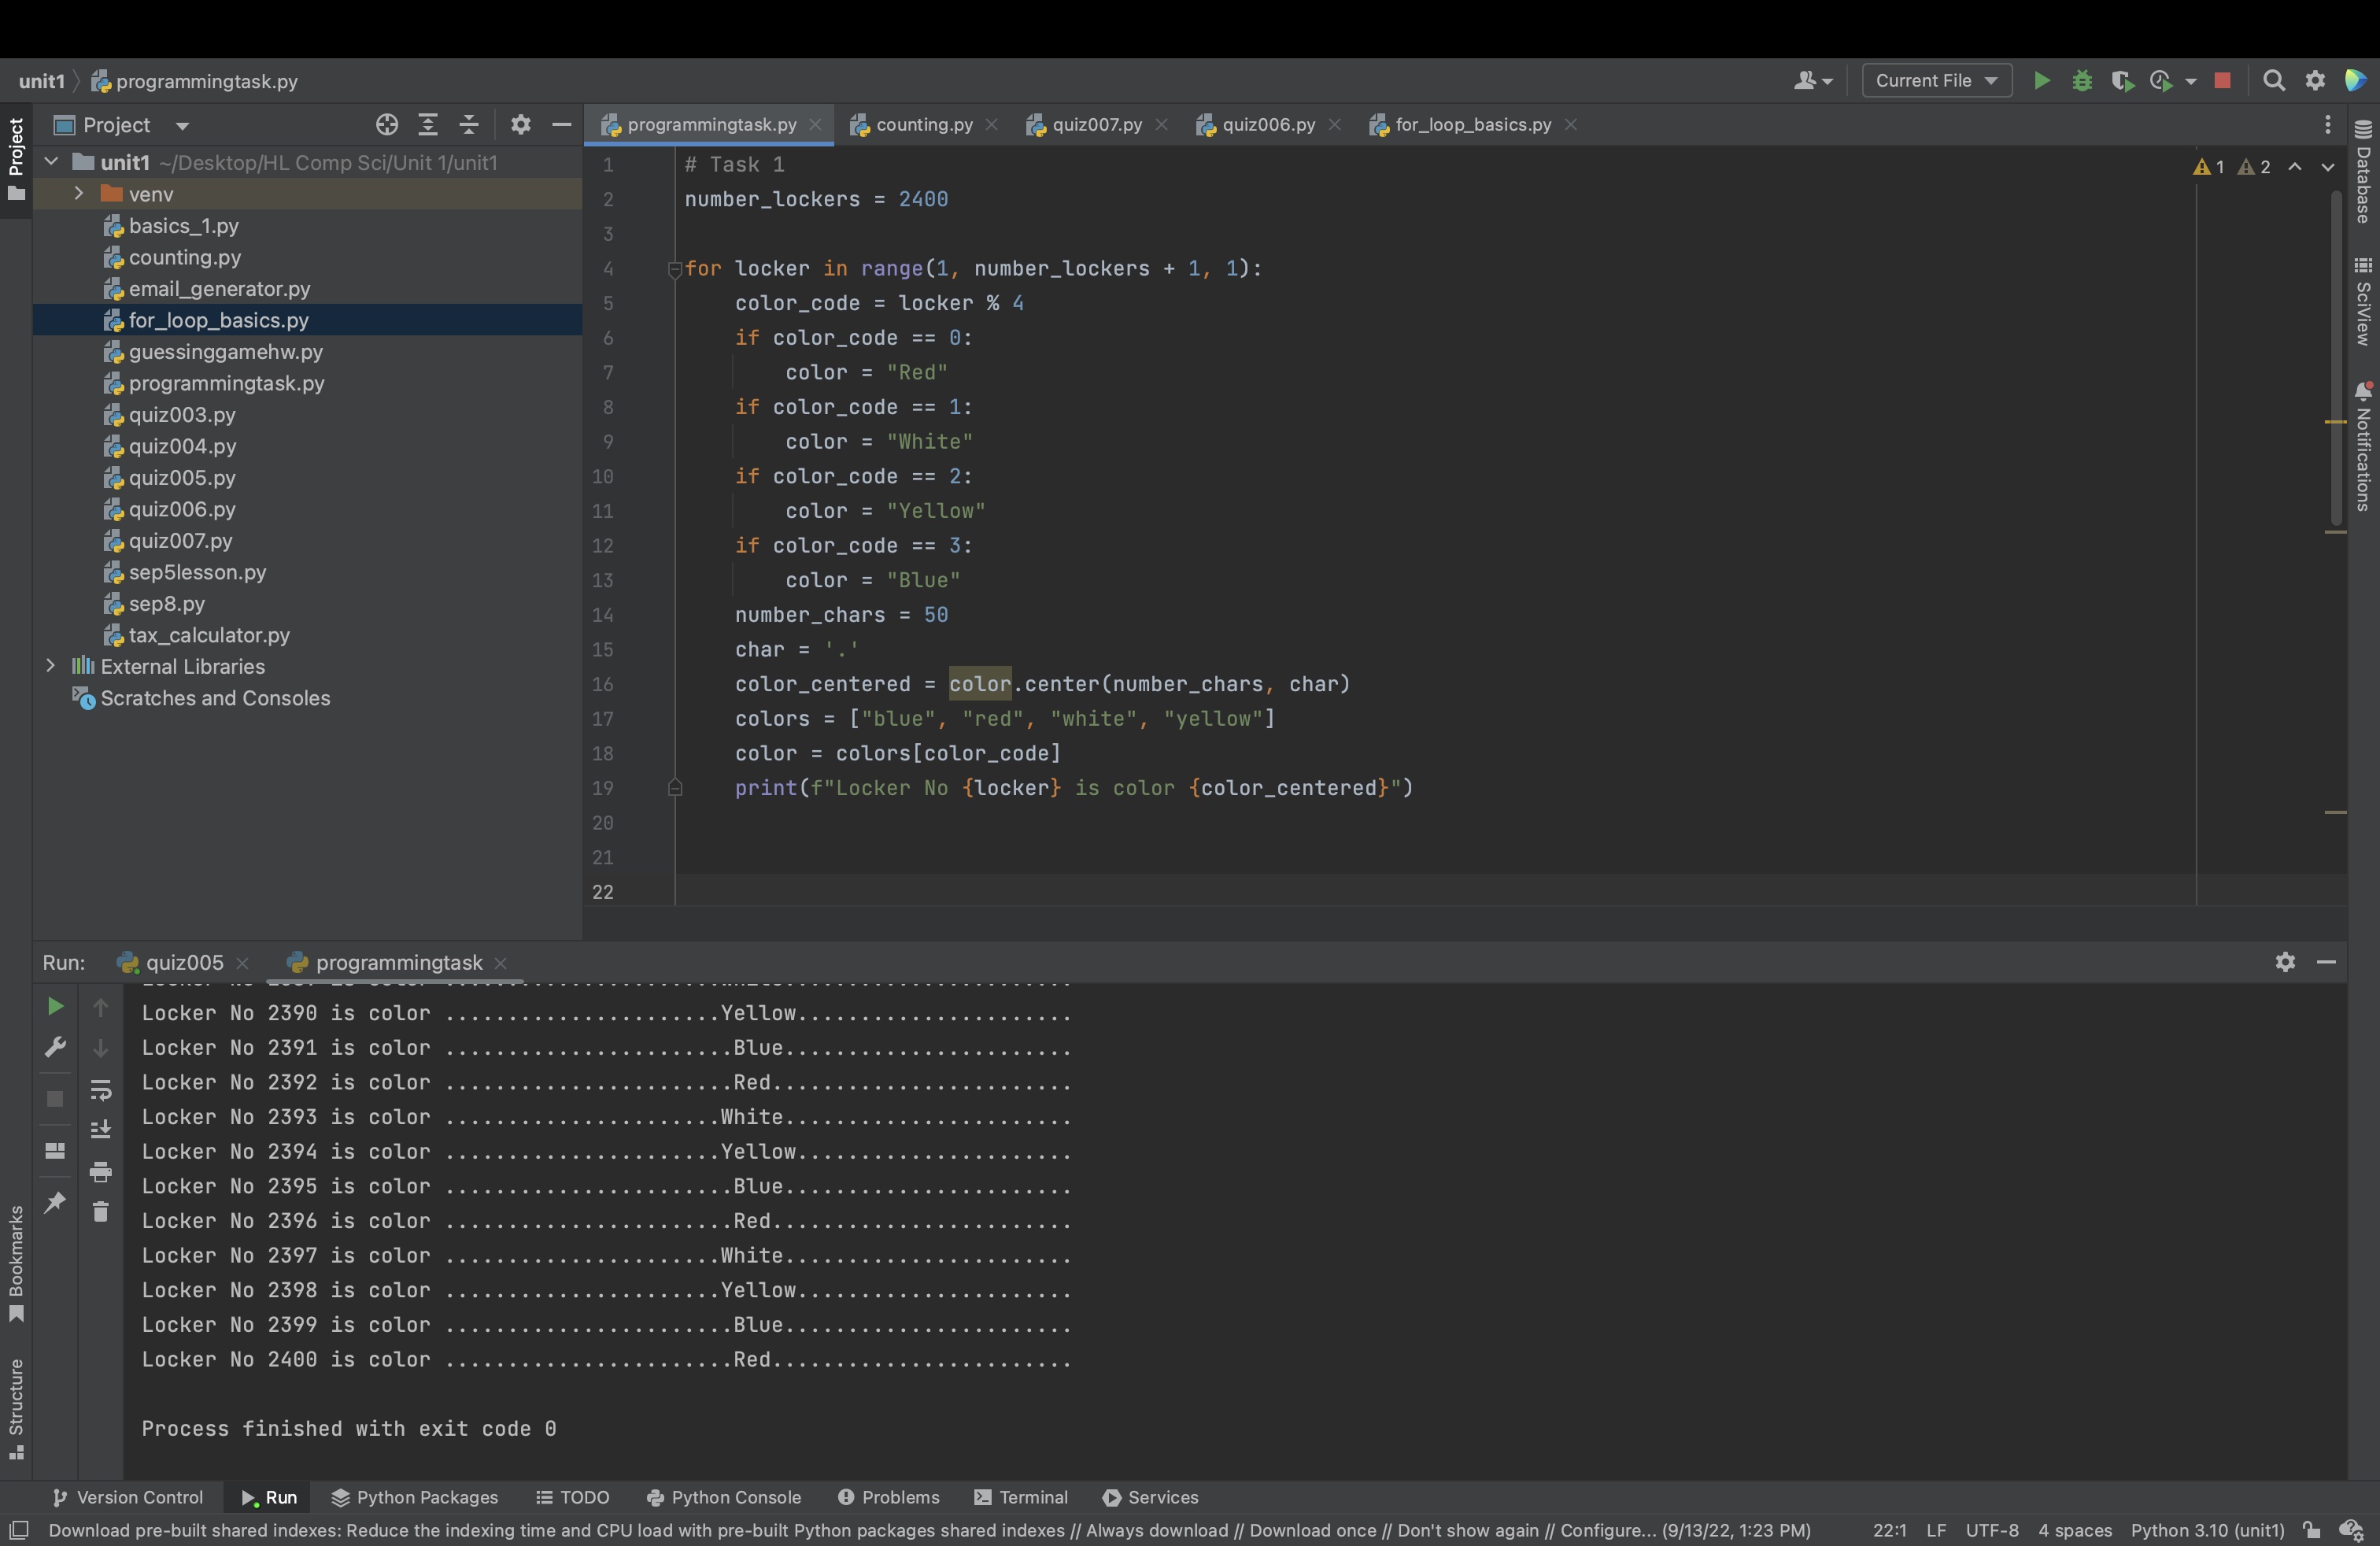 unit1 programmingtask.py
Current File
Project
programmingtask.py counting.py quiz007.py quiz006.py for_loop_basics.py
unit1 ~/Desktop/HL Comp Sci/Unit 1/unit1
venv
basics_1.py
counting.py
email_generator.py
for_loop_basics.py
guessinggamehw.py
programmingtask.py
quiz003.py
quiz004.py
quiz005.py
quiz006.py
quiz007.py
sep5lesson.py
sep8.py
tax_calculator.py
External Libraries
Scratches and Consoles
1 # Task 1
2 number_lockers = 2400
3
4 for locker in range(1, number_lockers + 1, 1):
5     color_code = locker % 4
6     if color_code == 0:
7         color = "Red"
8     if color_code == 1:
9         color = "White"
10     if color_code == 2:
11         color = "Yellow"
12     if color_code == 3:
13         color = "Blue"
14     number_chars = 50
15     char = '.'
16     color_centered = color.center(number_chars, char)
17     colors = ["blue", "red", "white", "yellow"]
18     color = colors[color_code]
19     print(f"Locker No {locker} is color {color_centered}")
20
21
22
1 2
Project
Bookmarks
Structure
Database
SciView
Notifications
Run: quiz005 programmingtask
Locker No 2390 is color ......................Yellow......................
Locker No 2391 is color .......................Blue.......................
Locker No 2392 is color .......................Red........................
Locker No 2393 is color ......................White.......................
Locker No 2394 is color ......................Yellow......................
Locker No 2395 is color .......................Blue.......................
Locker No 2396 is color .......................Red........................
Locker No 2397 is color ......................White.......................
Locker No 2398 is color ......................Yellow......................
Locker No 2399 is color .......................Blue.......................
Locker No 2400 is color .......................Red........................
Process finished with exit code 0
Version Control Run Python Packages TODO Python Console Problems Terminal Services
Download pre-built shared indexes: Reduce the indexing time and CPU load with pre-built Python packages shared indexes // Always download // Download once // Don't show again // Configure... (9/13/22, 1:23 PM) 22:1 LF UTF-8 4 spaces Python 3.10 (unit1)